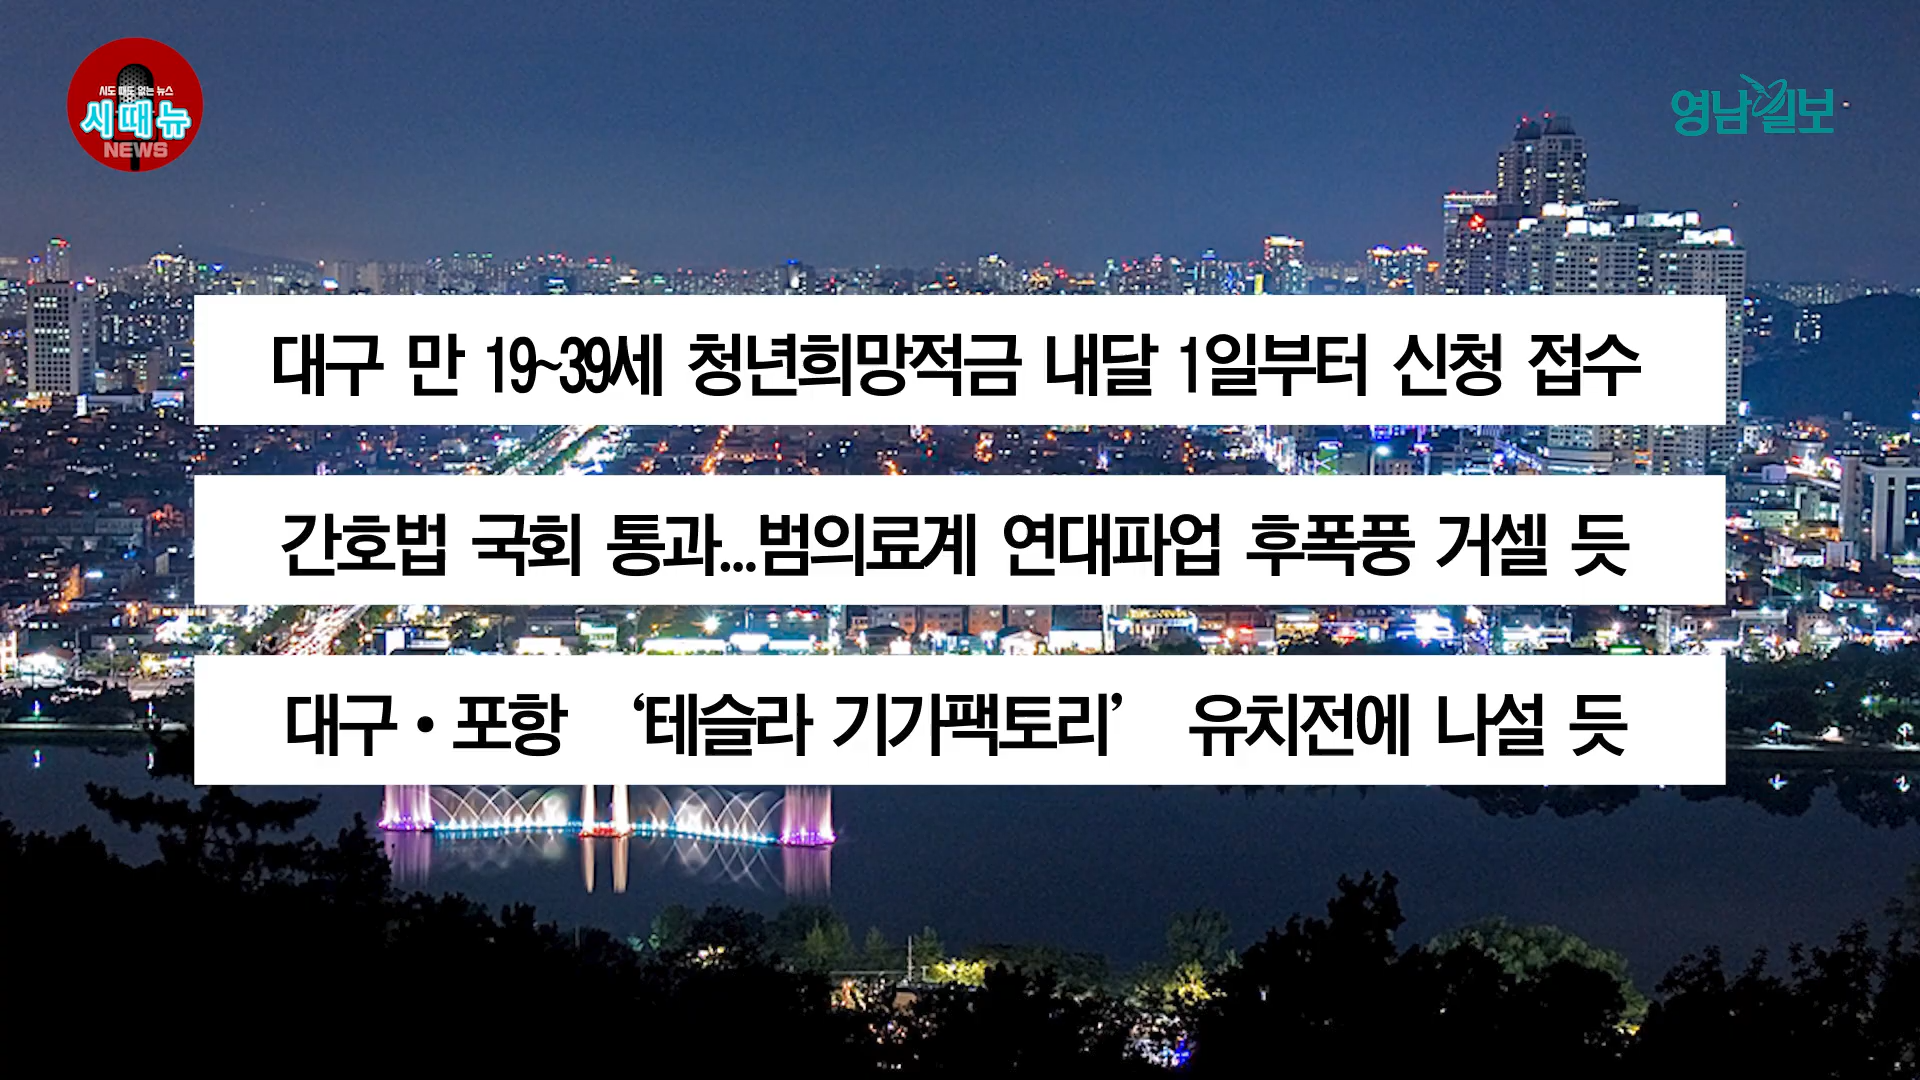 시도 때도 없는 뉴스
시때뉴
NEWS
영남일보
대구 만 19~39세 청년희망적금 내달 1일부터 신청 접수
간호법 국회 통과...범의료계 연대파업 후폭풍 거셀 듯
대구·포항 ‘테슬라 기가팩토리’ 유치전에 나설 듯